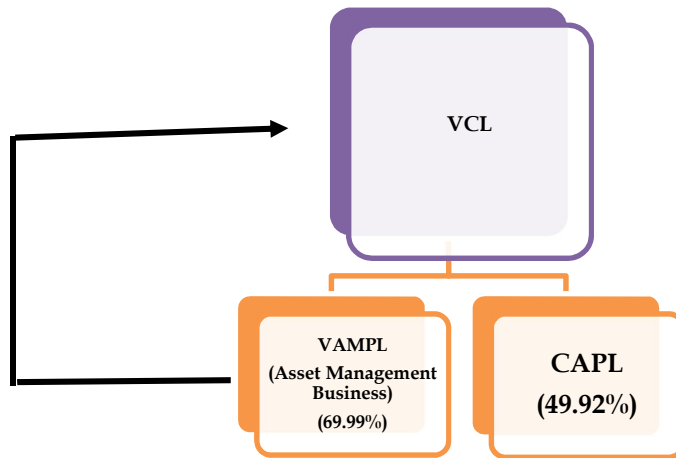 VCL
VAMPL
(Asset Management
Business)
(69.99%)
CAPL
(49.92%)